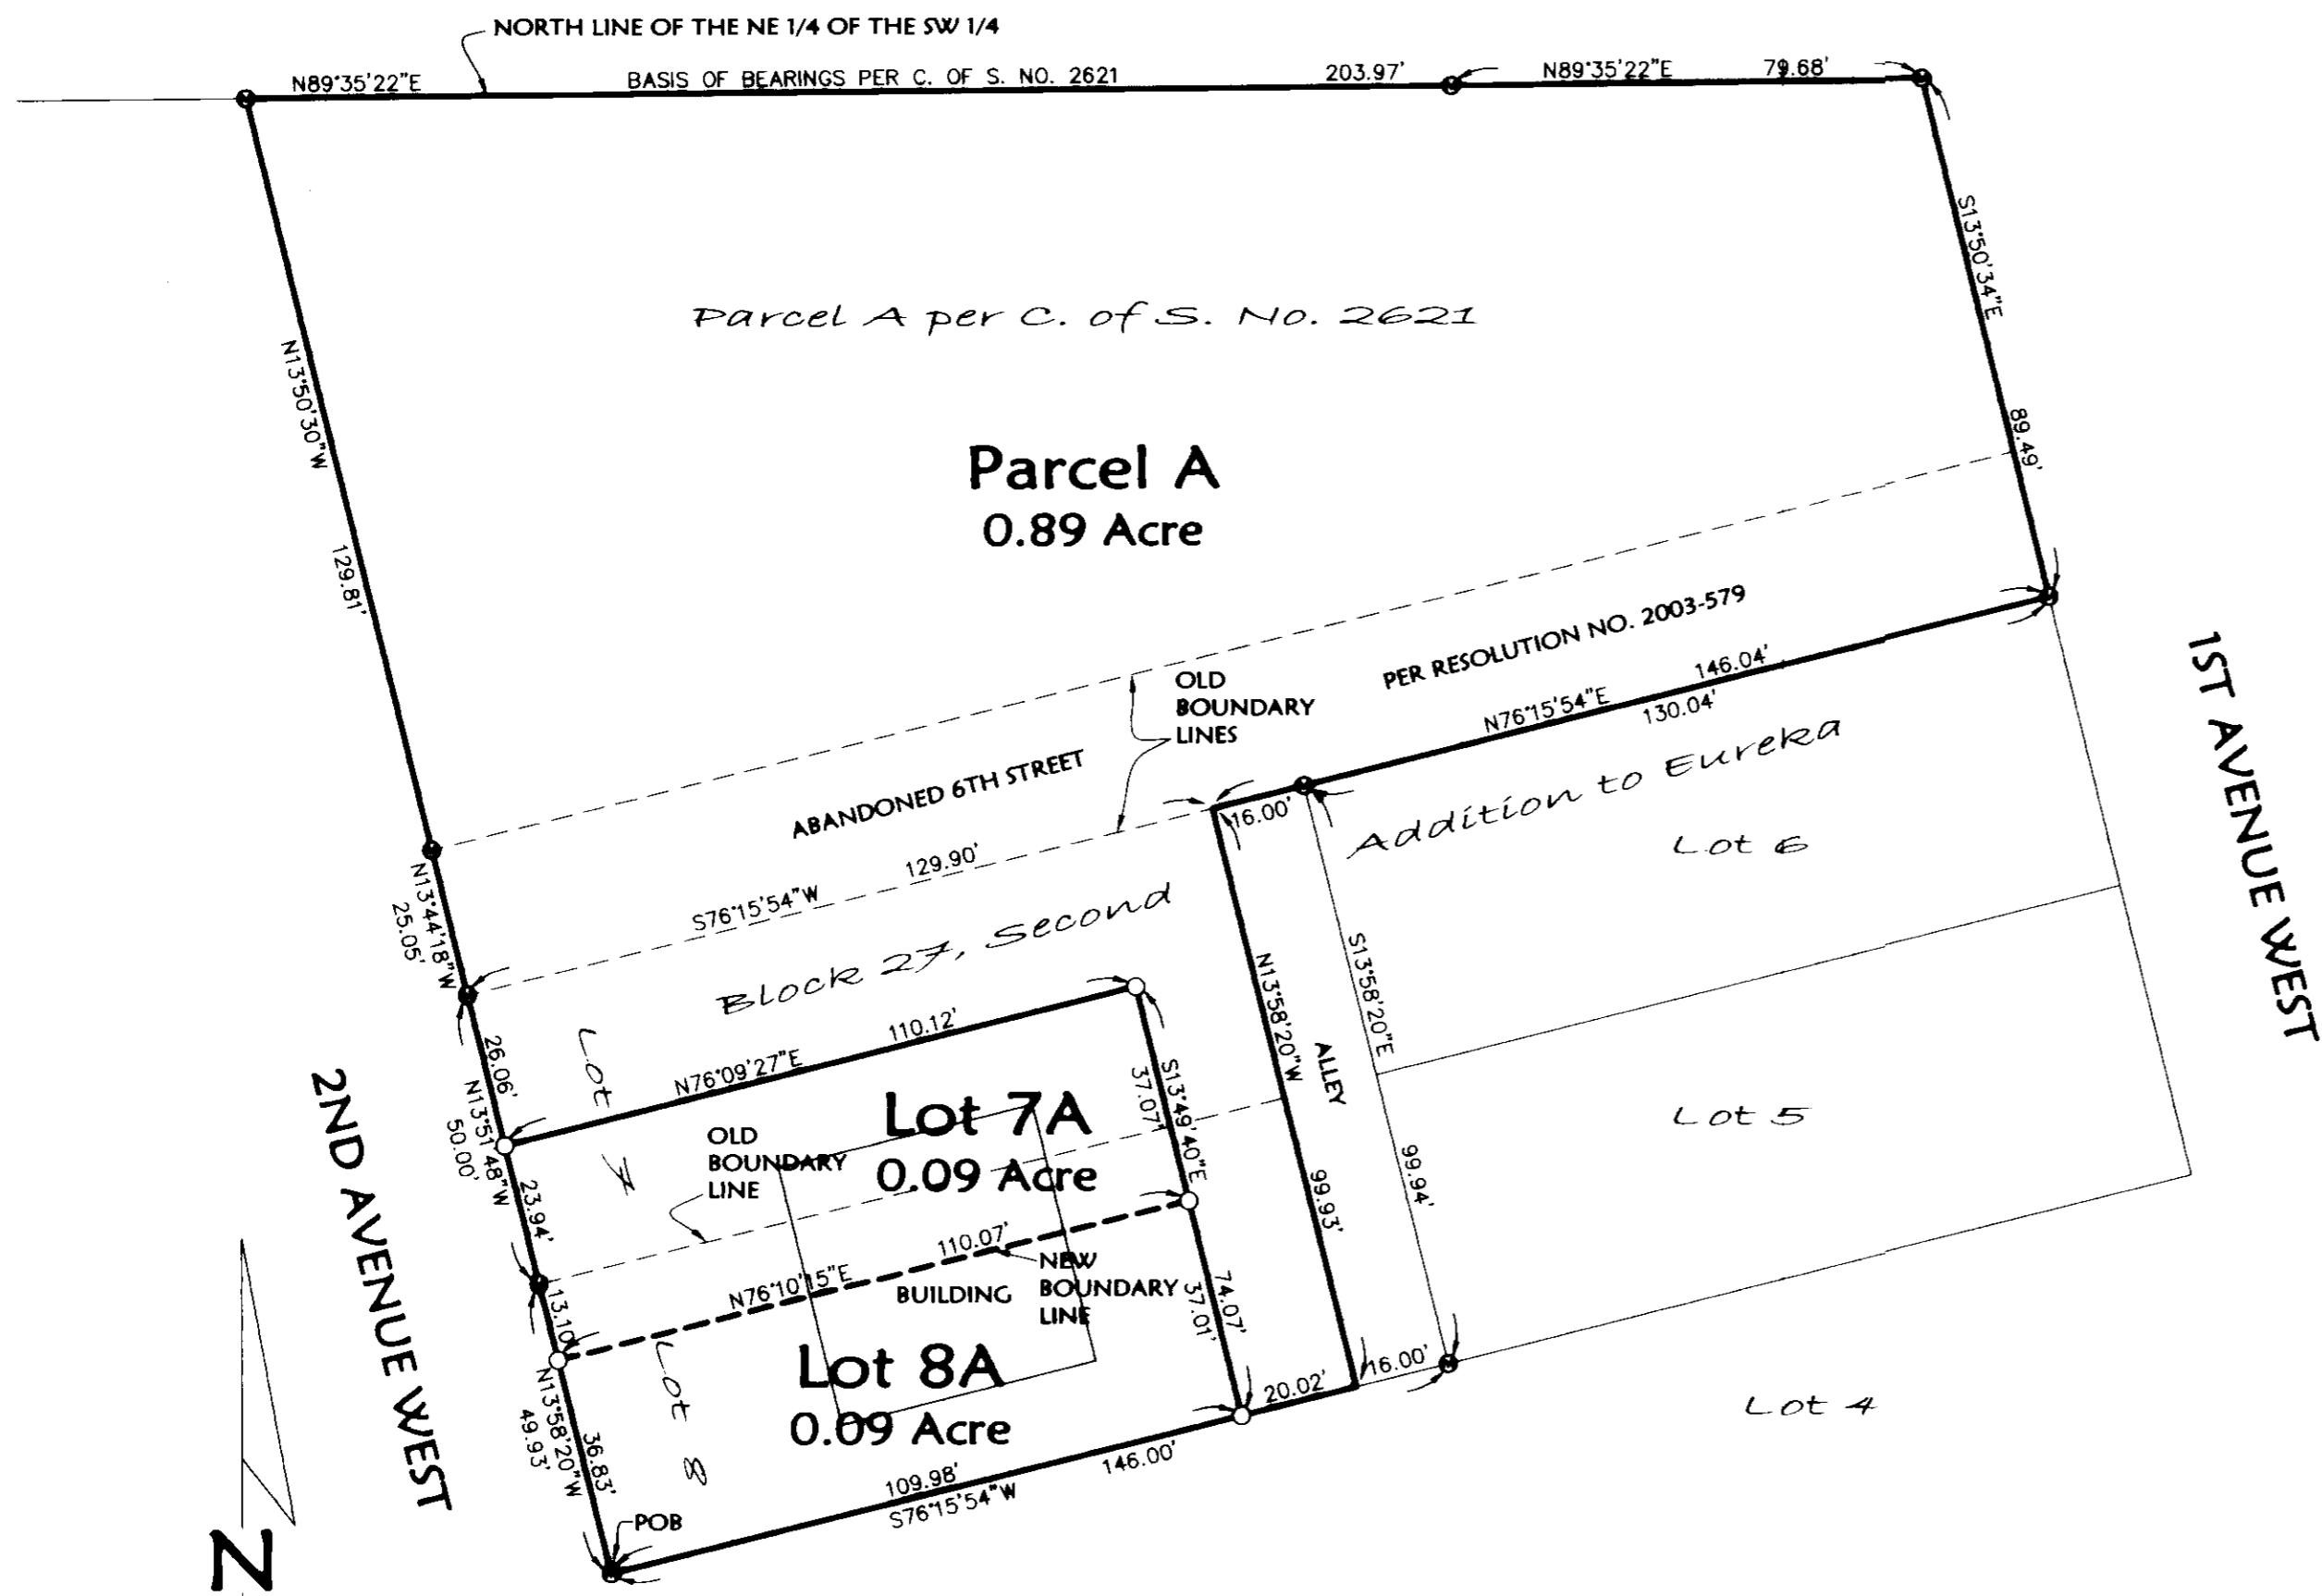 NORTH LINE OF THE NE 1/4 OF THE SW 1/4
N89°35'22"E
BASIS OF BEARINGS PER C. OF S. NO. 2621
203.97'
N89°35'22"E
79.68'
S13°50'34"E
89.49'
Parcel A per C. of S. No. 2621
N13°50'30"W
129.81'
Parcel A
0.89 Acre
PER RESOLUTION NO. 2003-579
ABANDONED 6TH STREET
OLD
BOUNDARY
LINES
146.04'
N76°15'54"E
130.04'
1ST AVENUE WEST
16.00'
Addition to Eureka
Lot 6
129.90'
S76°15'54"W
Block 27, Second
N13°44'18"W
25.05'
26.06'
N13°51'48"W
50.00'
23.94'
Lot 7
110.12'
N76°09'27"E
Lot 7A
0.09 Acre
S13°49'40"E
37.07'
N13°58'20"W
99.93'
ALLEY
S13°58'20"E
99.94'
Lot 5
2ND AVENUE WEST
OLD
BOUNDARY
LINE
110.07'
N76°10'15"E
NEW
BOUNDARY
LINE
BUILDING
74.07'
37.01'
13.10'
N13°58'20"W
49.93'
36.83'
Lot 8
Lot 8A
0.09 Acre
20.02'
16.00'
Lot 4
109.98'
146.00'
S76°15'54"W
POB
N